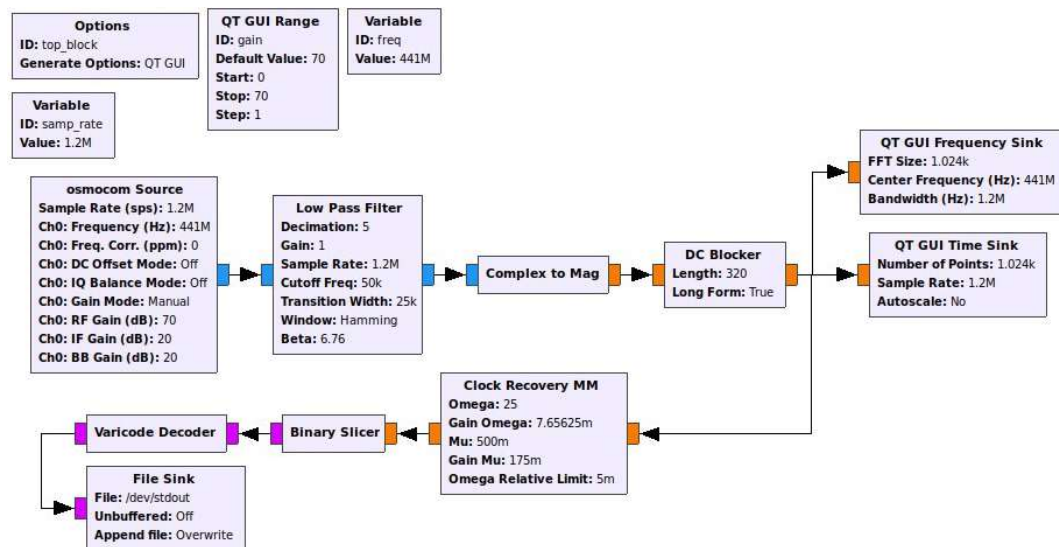 Options
ID: top_block
Generate Options: QT GUI
QT GUI Range
ID: gain
Default Value: 70
Start: 0
Stop: 70
Step: 1
Variable
ID: freq
Value: 441M
Variable
ID: samp_rate
Value: 1.2M
osmocom Source
Sample Rate (sps): 1.2M
Ch0: Frequency (Hz): 441M
Ch0: Freq. Corr. (ppm): 0
Ch0: DC Offset Mode: Off
Ch0: IQ Balance Mode: Off
Ch0: Gain Mode: Manual
Ch0: RF Gain (dB): 70
Ch0: IF Gain (dB): 20
Ch0: BB Gain (dB): 20
Low Pass Filter
Decimation: 5
Gain: 1
Sample Rate: 1.2M
Cutoff Freq: 50k
Transition Width: 25k
Window: Hamming
Beta: 6.76
Complex to Mag
DC Blocker
Length: 320
Long Form: True
QT GUI Frequency Sink
FFT Size: 1.024k
Center Frequency (Hz): 441M
Bandwidth (Hz): 1.2M
QT GUI Time Sink
Number of Points: 1.024k
Sample Rate: 1.2M
Autoscale: No
Clock Recovery MM
Omega: 25
Gain Omega: 7.65625m
Mu: 500m
Gain Mu: 175m
Omega Relative Limit: 5m
Binary Slicer
Varicode Decoder
File Sink
File: /dev/stdout
Unbuffered: Off
Append file: Overwrite